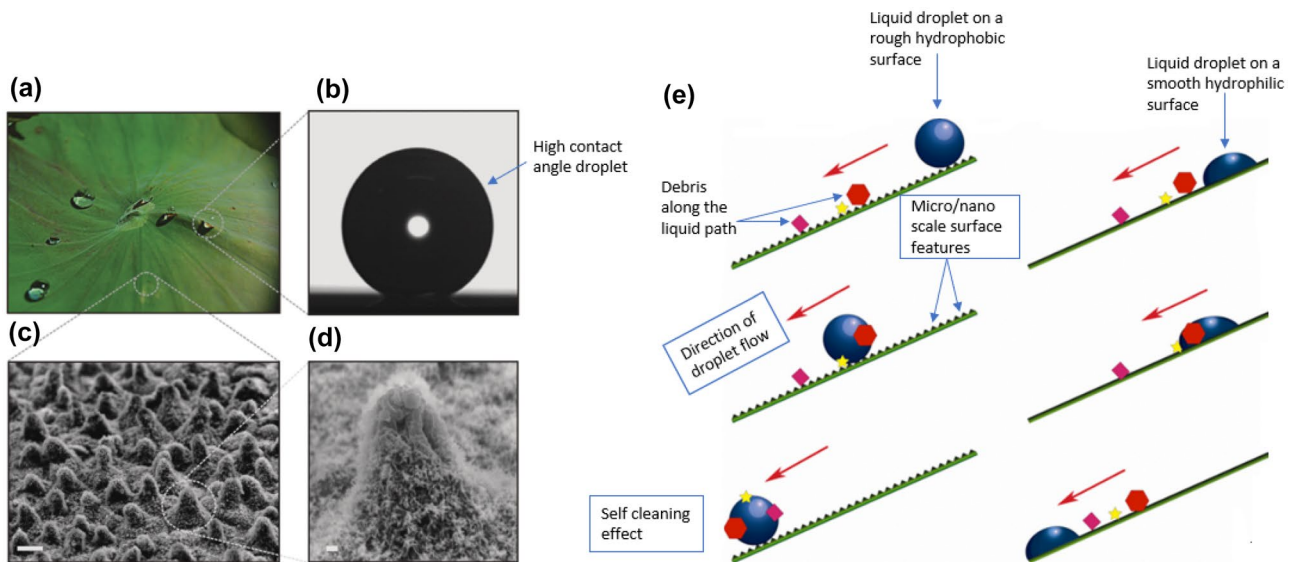 (a)
(b)
High contact
angle droplet
(c)
(d)
(e)
Liquid droplet on a
rough hydrophobic
surface
Liquid droplet on a
smooth hydrophilic
surface
Debris
along the
liquid path
Micro/nano
scale surface
features
Direction of
droplet flow
Self cleaning
effect